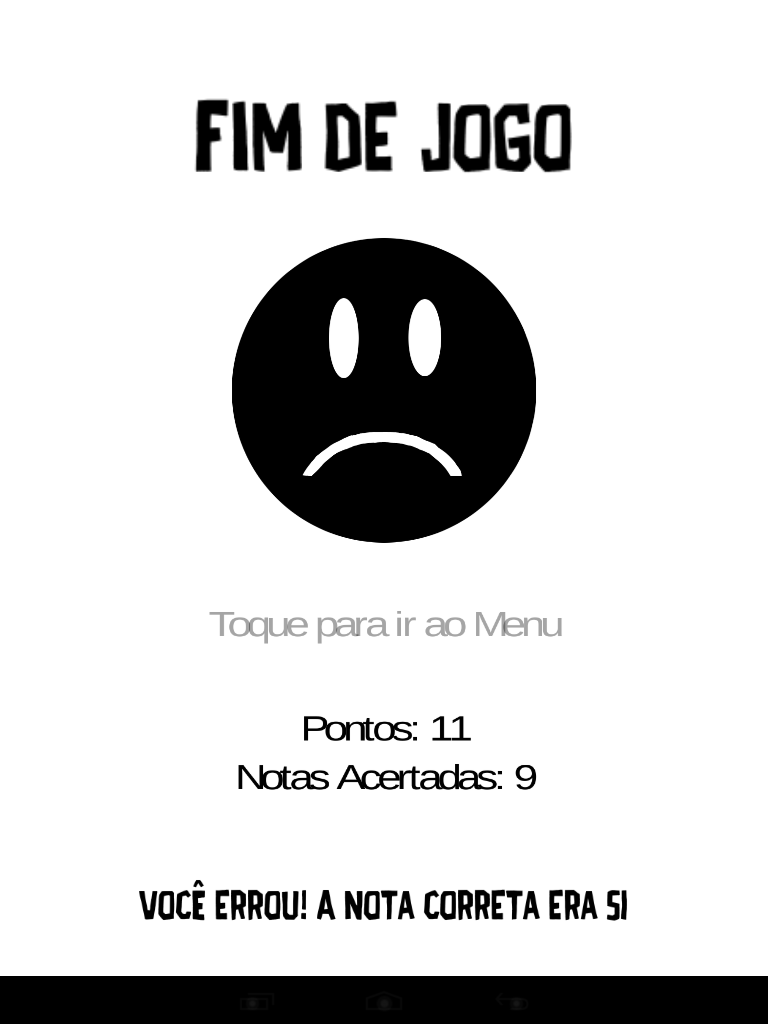 FIM DE JOGO
Toque para ir ao Menu
Pontos: 11
Notas Acertadas: 9
VOCÊ ERROU! A NOTA CORRETA ERA SI